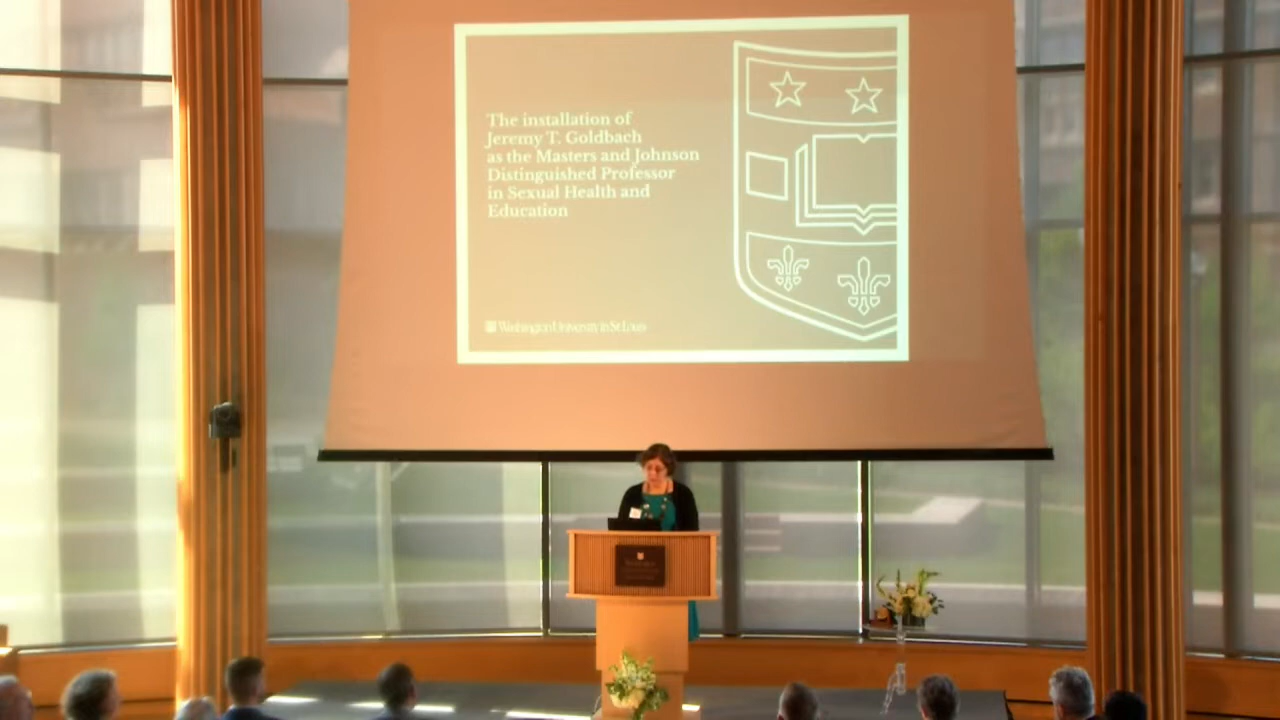 The installation of
Jeremy T. Goldbach
as the Masters and Johnson
Distinguished Professor
in Sexual Health and
Education
Washington University in St. Louis